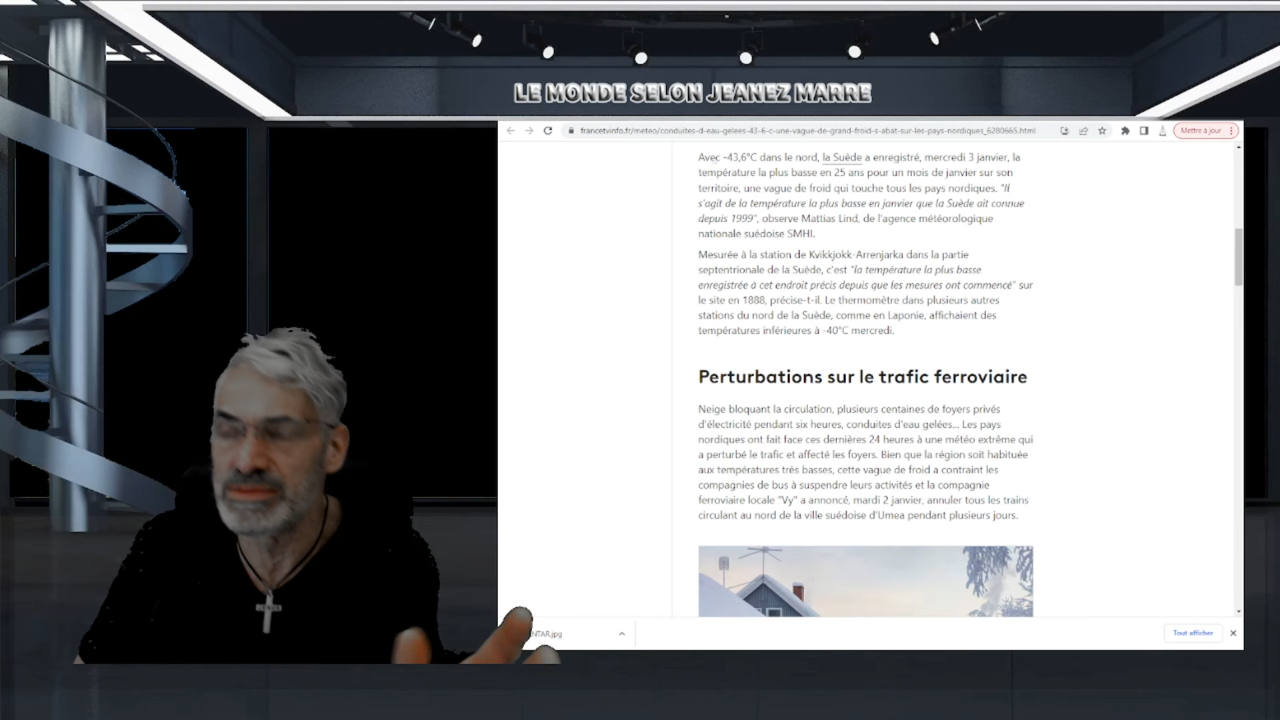 LE MONDE SELON JEANEZ MARRE
francetvinfo.fr/meteo/conduites-d-eau-gelees-43-6-c-une-vague-de-grand-froid-s-abat-sur-les-pays-nordiques_6280665.html
Mettre à jour
Avec -43,6°C dans le nord, la Suède a enregistré, mercredi 3 janvier, la
température la plus basse en 25 ans pour un mois de janvier sur son
territoire, une vague de froid qui touche tous les pays nordiques. "Il
s'agit de la température la plus basse en janvier que la Suède ait connue
depuis 1999", observe Mattias Lind, de l'agence météorologique
nationale suédoise SMHI.
Mesurée à la station de Kvikkjokk-Arrenjarka dans la partie
septentrionale de la Suède, c'est "la température la plus basse
enregistrée à cet endroit précis depuis que les mesures ont commencé" sur
le site en 1888, précise-t-il. Le thermomètre dans plusieurs autres
stations du nord de la Suède, comme en Laponie, affichaient des
températures inférieures à -40°C mercredi.
Perturbations sur le trafic ferroviaire
Neige bloquant la circulation, plusieurs centaines de foyers privés
d'électricité pendant six heures, conduites d'eau gelées... Les pays
nordiques ont fait face ces dernières 24 heures à une météo extrême qui
a perturbé le trafic et affecté les foyers. Bien que la région soit habituée
aux températures très basses, cette vague de froid a contraint les
compagnies de bus à suspendre leurs activités et la compagnie
ferroviaire locale "Vy" a annoncé, mardi 2 janvier, annuler tous les trains
circulant au nord de la ville suédoise d'Umea pendant plusieurs jours.
NTAR.jpg
Tout afficher